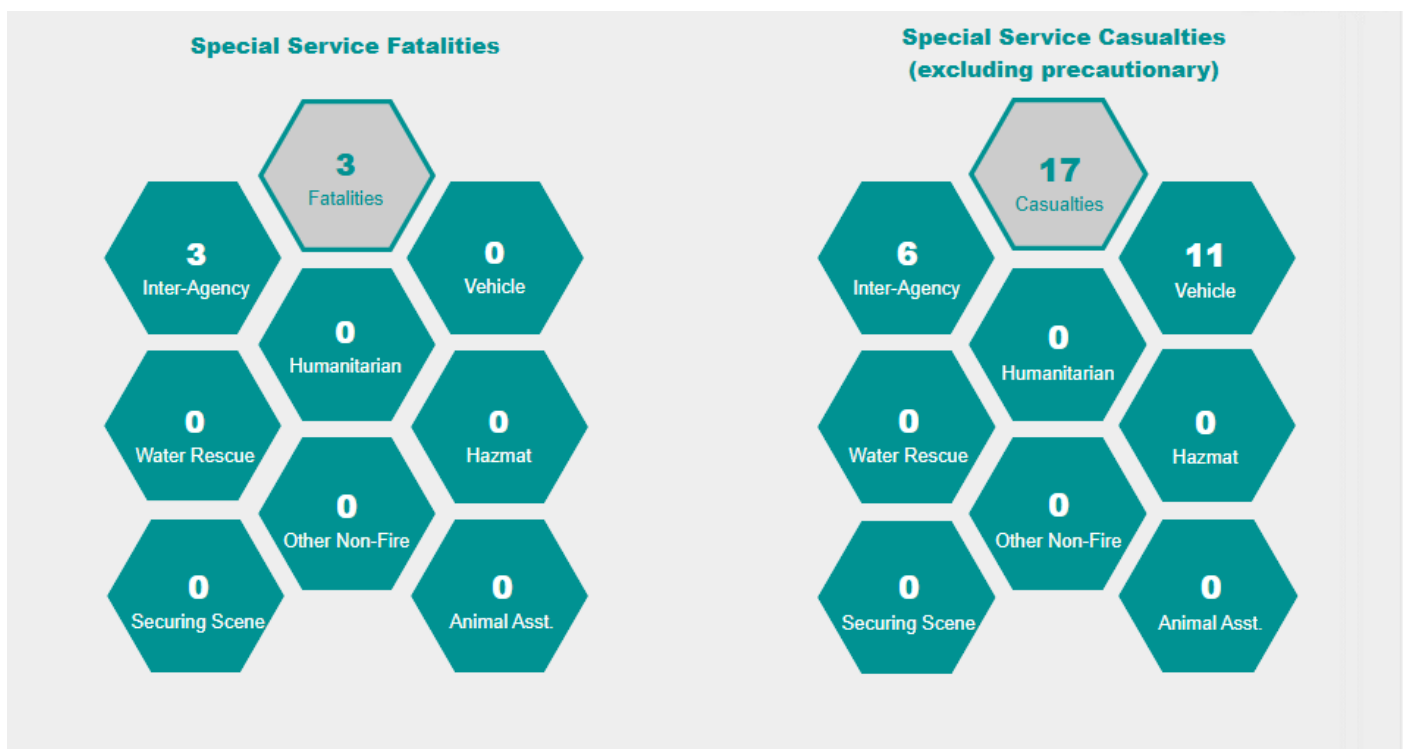 Special Service Fatalities
3
Fatalities
3
Inter-Agency
0
Vehicle
0
Humanitarian
0
Water Rescue
0
Hazmat
0
Other Non-Fire
0
Securing Scene
0
Animal Asst.
Special Service Casualties
(excluding precautionary)
17
Casualties
6
Inter-Agency
11
Vehicle
0
Humanitarian
0
Water Rescue
0
Hazmat
0
Other Non-Fire
0
Securing Scene
0
Animal Asst.